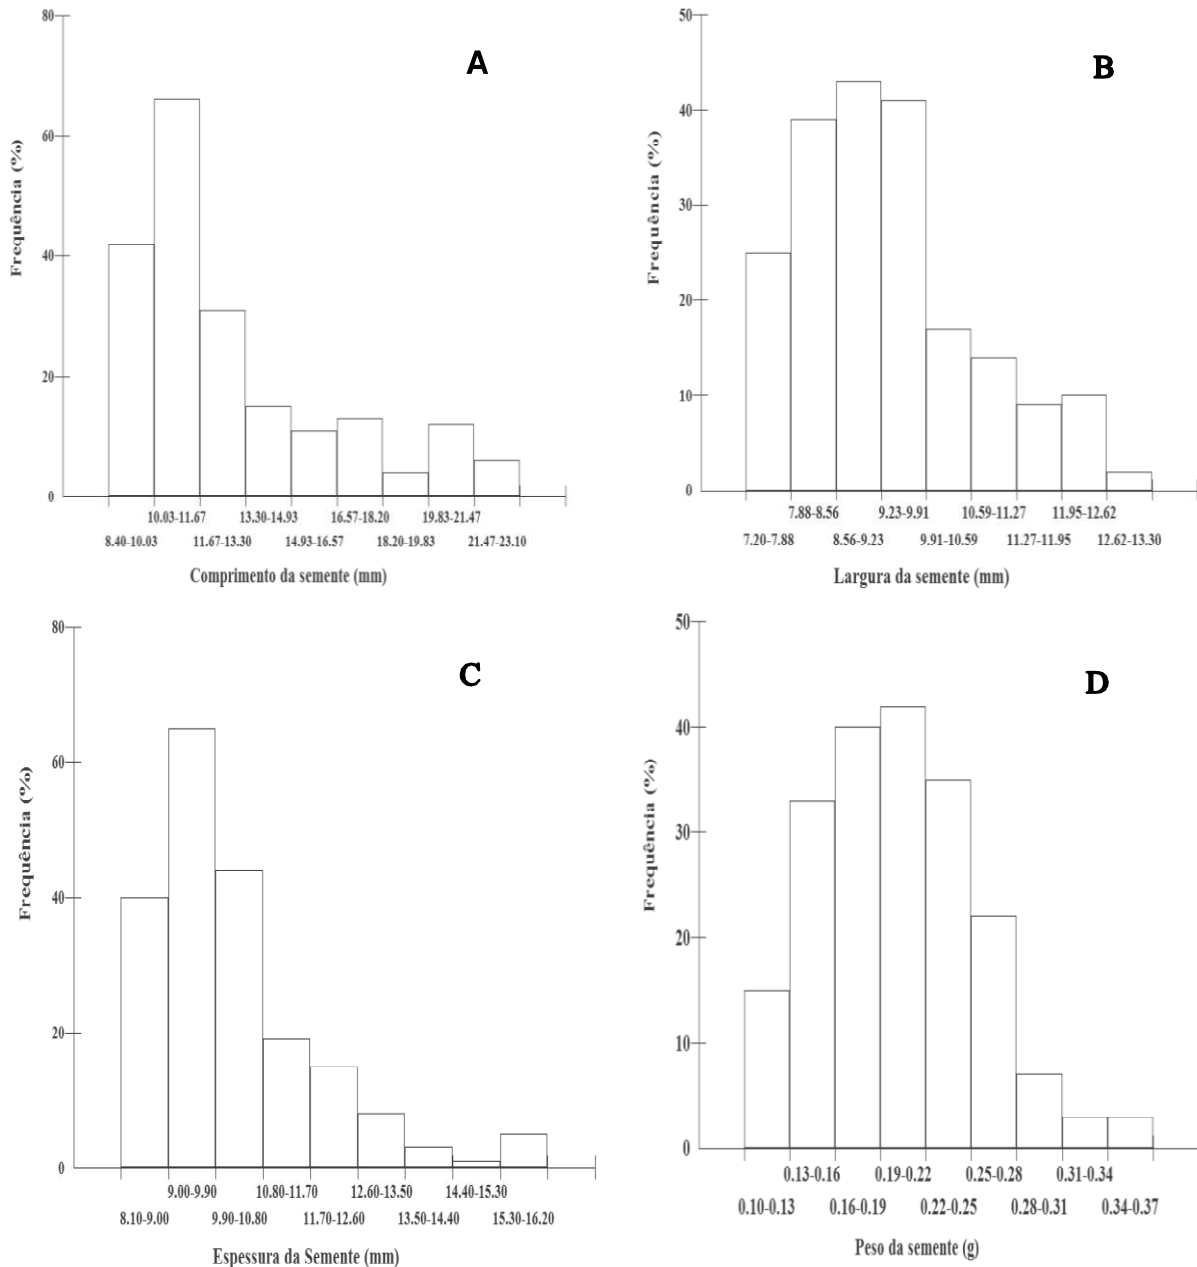 A
Frequência (%)
80
60
40
20
0
10.03-11.67 13.30-14.93 16.57-18.20 19.83-21.47
8.40-10.03 11.67-13.30 14.93-16.57 18.20-19.83 21.47-23.10
Comprimento da semente (mm)
B
Frequência (%)
50
40
30
20
10
0
7.88-8.56 9.23-9.91 10.59-11.27 11.95-12.62
7.20-7.88 8.56-9.23 9.91-10.59 11.27-11.95 12.62-13.30
Largura da semente (mm)
C
Frequência (%)
80
60
40
20
0
9.00-9.90 10.80-11.70 12.60-13.50 14.40-15.30
8.10-9.00 9.90-10.80 11.70-12.60 13.50-14.40 15.30-16.20
Espessura da Semente (mm)
D
Frequência (%)
50
40
30
20
10
0
0.13-0.16 0.19-0.22 0.25-0.28 0.31-0.34
0.10-0.13 0.16-0.19 0.22-0.25 0.28-0.31 0.34-0.37
Peso da semente (g)